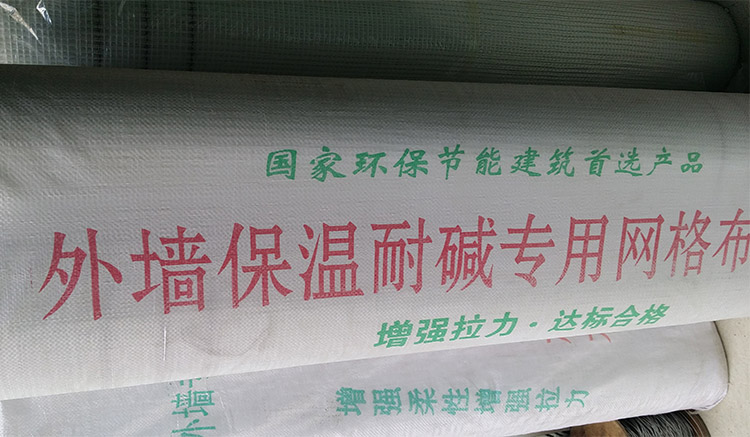 国家环保节能建筑首选产品
外墙保温耐碱专用网格布
增强拉力·达标合格
外墙
增强柔性增强拉力